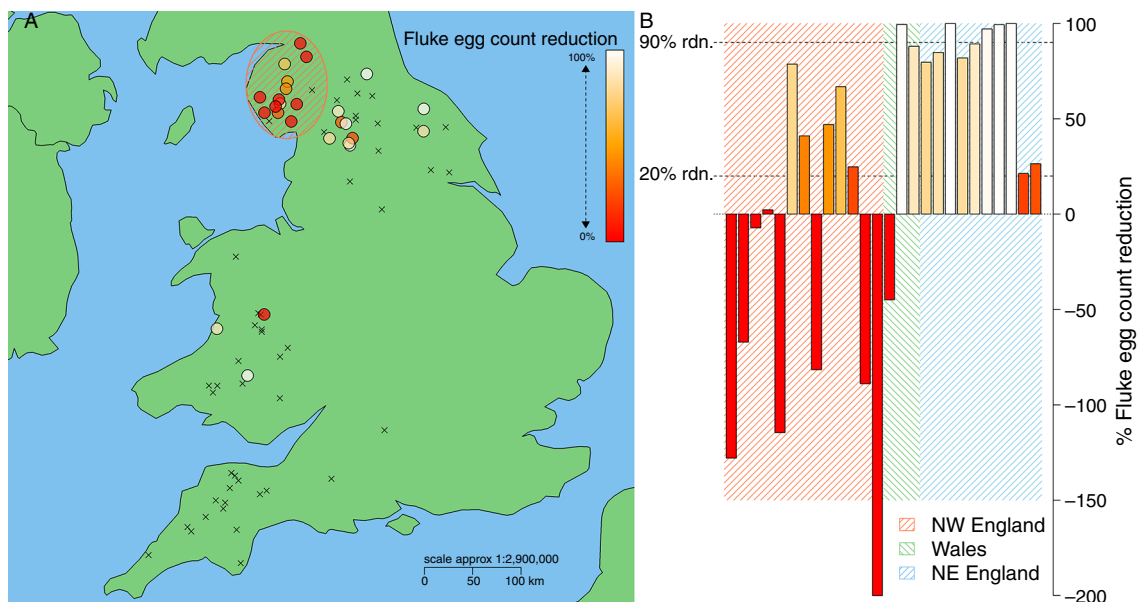 A
Fluke egg count reduction
100%
0%
scale approx 1:2,900,000
0 50 100 km
B
90% rdn.
20% rdn.
100
50
0
−50
−100
−150
−200
% Fluke egg count reduction
NW England
Wales
NE England